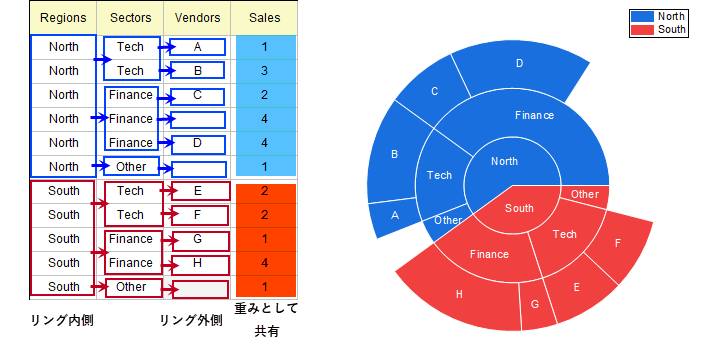 Regions Sectors Vendors Sales
North Tech A 1
North Tech B 3
North Finance C 2
North Finance 4
North Finance D 4
North Other 1
South Tech E 2
South Tech F 2
South Finance G 1
South Finance H 4
South Other 1
リング内側 リング外側 重みとして
共有
North
South
D
C
Finance
B
North
Tech
A
Other
South
Other
Tech
F
Finance
E
H
G